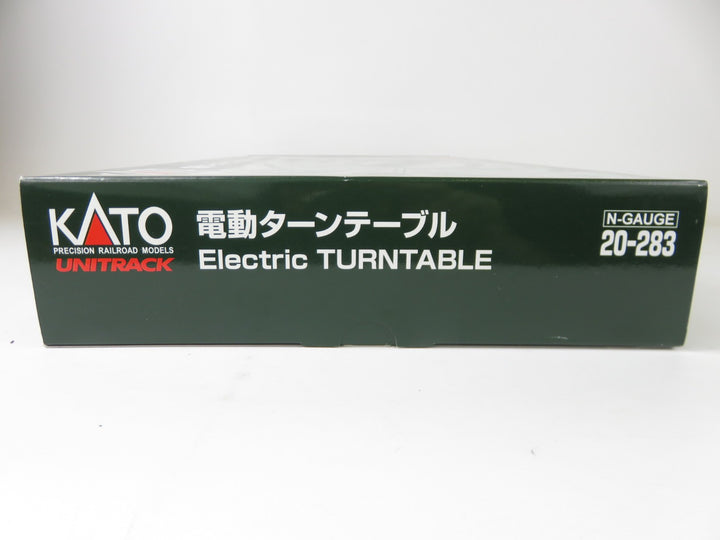 KATO
PRECISION RAILROAD MODELS
UNITRACK
電動ターンテーブル
Electric TURNTABLE
N-GAUGE
20-283